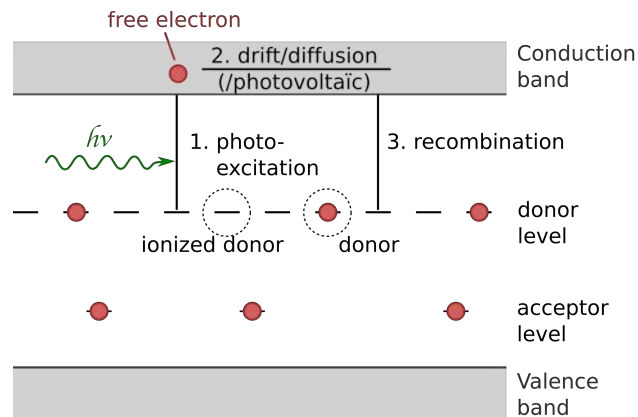 free electron
2. drift/diffusion
(/photovoltaïc)
Conduction
band
hν
1. photo-
excitation
3. recombination
ionized donor
donor
donor
level
acceptor
level
Valence
band